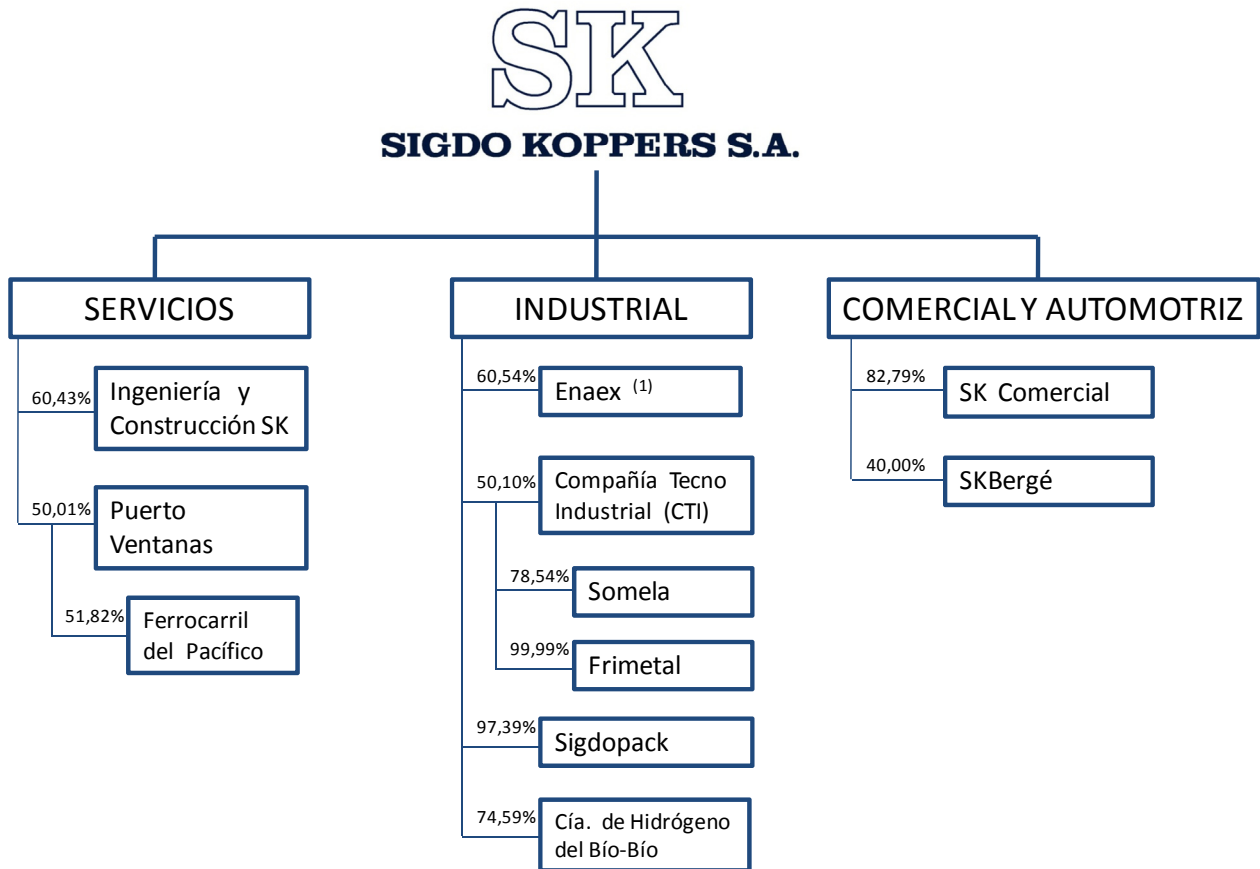 SK
SIGDO KOPPERS S.A.
SERVICIOS
60,43%
Ingeniería y
Construcción SK
50,01%
Puerto
Ventanas
51,82%
Ferrocarril
del Pacífico
INDUSTRIAL
60,54%
Enaex (1)
50,10%
Compañía Tecno
Industrial (CTI)
78,54%
Somela
99,99%
Frimetal
97,39%
Sigdopack
74,59%
Cía. de Hidrógeno
del Bío-Bío
COMERCIAL Y AUTOMOTRIZ
82,79%
SK Comercial
40,00%
SKBergé